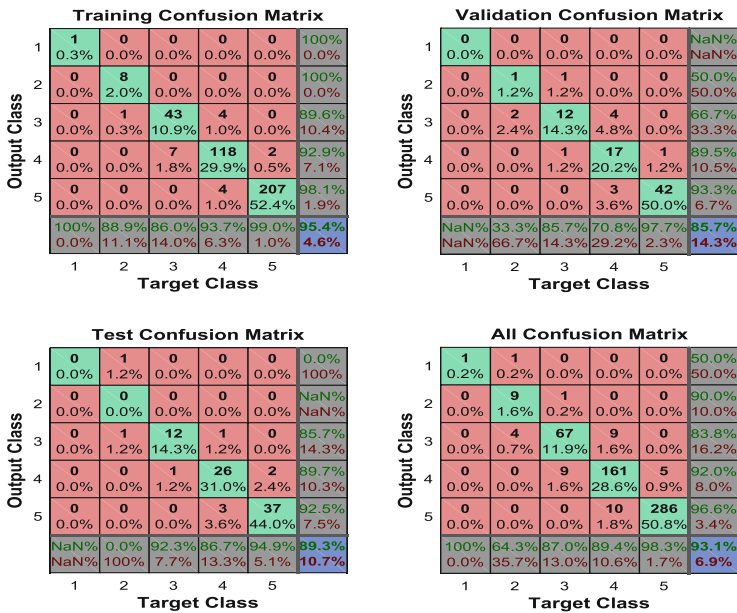 Training Confusion Matrix
1 1 0 0 0 0 100%
0.3% 0.0% 0.0% 0.0% 0.0% 0.0%
2 0 8 0 0 0 100%
0.0% 2.0% 0.0% 0.0% 0.0% 0.0%
3 0 1 43 4 0 89.6%
0.0% 0.3% 10.9% 1.0% 0.0% 10.4%
4 0 0 7 118 2 92.9%
0.0% 0.0% 1.8% 29.9% 0.5% 7.1%
5 0 0 0 4 207 98.1%
0.0% 0.0% 0.0% 1.0% 52.4% 1.9%
100% 88.9% 86.0% 93.7% 99.0% 95.4%
0.0% 11.1% 14.0% 6.3% 1.0% 4.6%
1 2 3 4 5
Target Class
Output Class
Validation Confusion Matrix
1 0 0 0 0 0 NaN%
0.0% 0.0% 0.0% 0.0% 0.0% NaN%
2 0 1 1 0 0 50.0%
0.0% 1.2% 1.2% 0.0% 0.0% 50.0%
3 0 2 12 4 0 66.7%
0.0% 2.4% 14.3% 4.8% 0.0% 33.3%
4 0 0 1 17 1 89.5%
0.0% 0.0% 1.2% 20.2% 1.2% 10.5%
5 0 0 0 3 42 93.3%
0.0% 0.0% 0.0% 3.6% 50.0% 6.7%
NaN% 33.3% 85.7% 70.8% 97.7% 85.7%
NaN% 66.7% 14.3% 29.2% 2.3% 14.3%
1 2 3 4 5
Target Class
Output Class
Test Confusion Matrix
1 0 1 0 0 0 0.0%
0.0% 1.2% 0.0% 0.0% 0.0% 100%
2 0 0 0 0 0 NaN%
0.0% 0.0% 0.0% 0.0% 0.0% NaN%
3 0 1 12 1 0 85.7%
0.0% 1.2% 14.3% 1.2% 0.0% 14.3%
4 0 0 1 26 2 89.7%
0.0% 0.0% 1.2% 31.0% 2.4% 10.3%
5 0 0 0 3 37 92.5%
0.0% 0.0% 0.0% 3.6% 44.0% 7.5%
NaN% 0.0% 92.3% 86.7% 94.9% 89.3%
NaN% 100% 7.7% 13.3% 5.1% 10.7%
1 2 3 4 5
Target Class
Output Class
All Confusion Matrix
1 1 1 0 0 0 50.0%
0.2% 0.2% 0.0% 0.0% 0.0% 50.0%
2 0 9 1 0 0 90.0%
0.0% 1.6% 0.2% 0.0% 0.0% 10.0%
3 0 4 67 9 0 83.8%
0.0% 0.7% 11.9% 1.6% 0.0% 16.2%
4 0 0 9 161 5 92.0%
0.0% 0.0% 1.6% 28.6% 0.9% 8.0%
5 0 0 0 10 286 96.6%
0.0% 0.0% 0.0% 1.8% 50.8% 3.4%
100% 64.3% 87.0% 89.4% 98.3% 93.1%
0.0% 35.7% 13.0% 10.6% 1.7% 6.9%
1 2 3 4 5
Target Class
Output Class